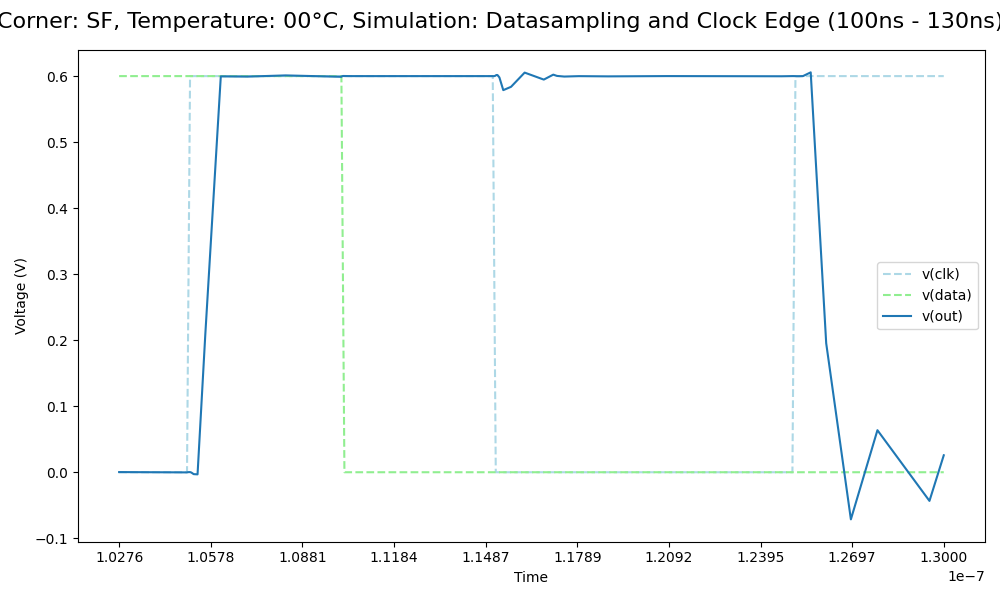 Corner: SF, Temperature: 00°C, Simulation: Datasampling and Clock Edge (100ns - 130ns)
0.6
0.5
0.4
0.3
0.2
0.1
0.0
−0.1
Voltage (V)
v(clk)
v(data)
v(out)
1.0276 1.0578 1.0881 1.1184 1.1487 1.1789 1.2092 1.2395 1.2697 1.3000
Time
1e−7